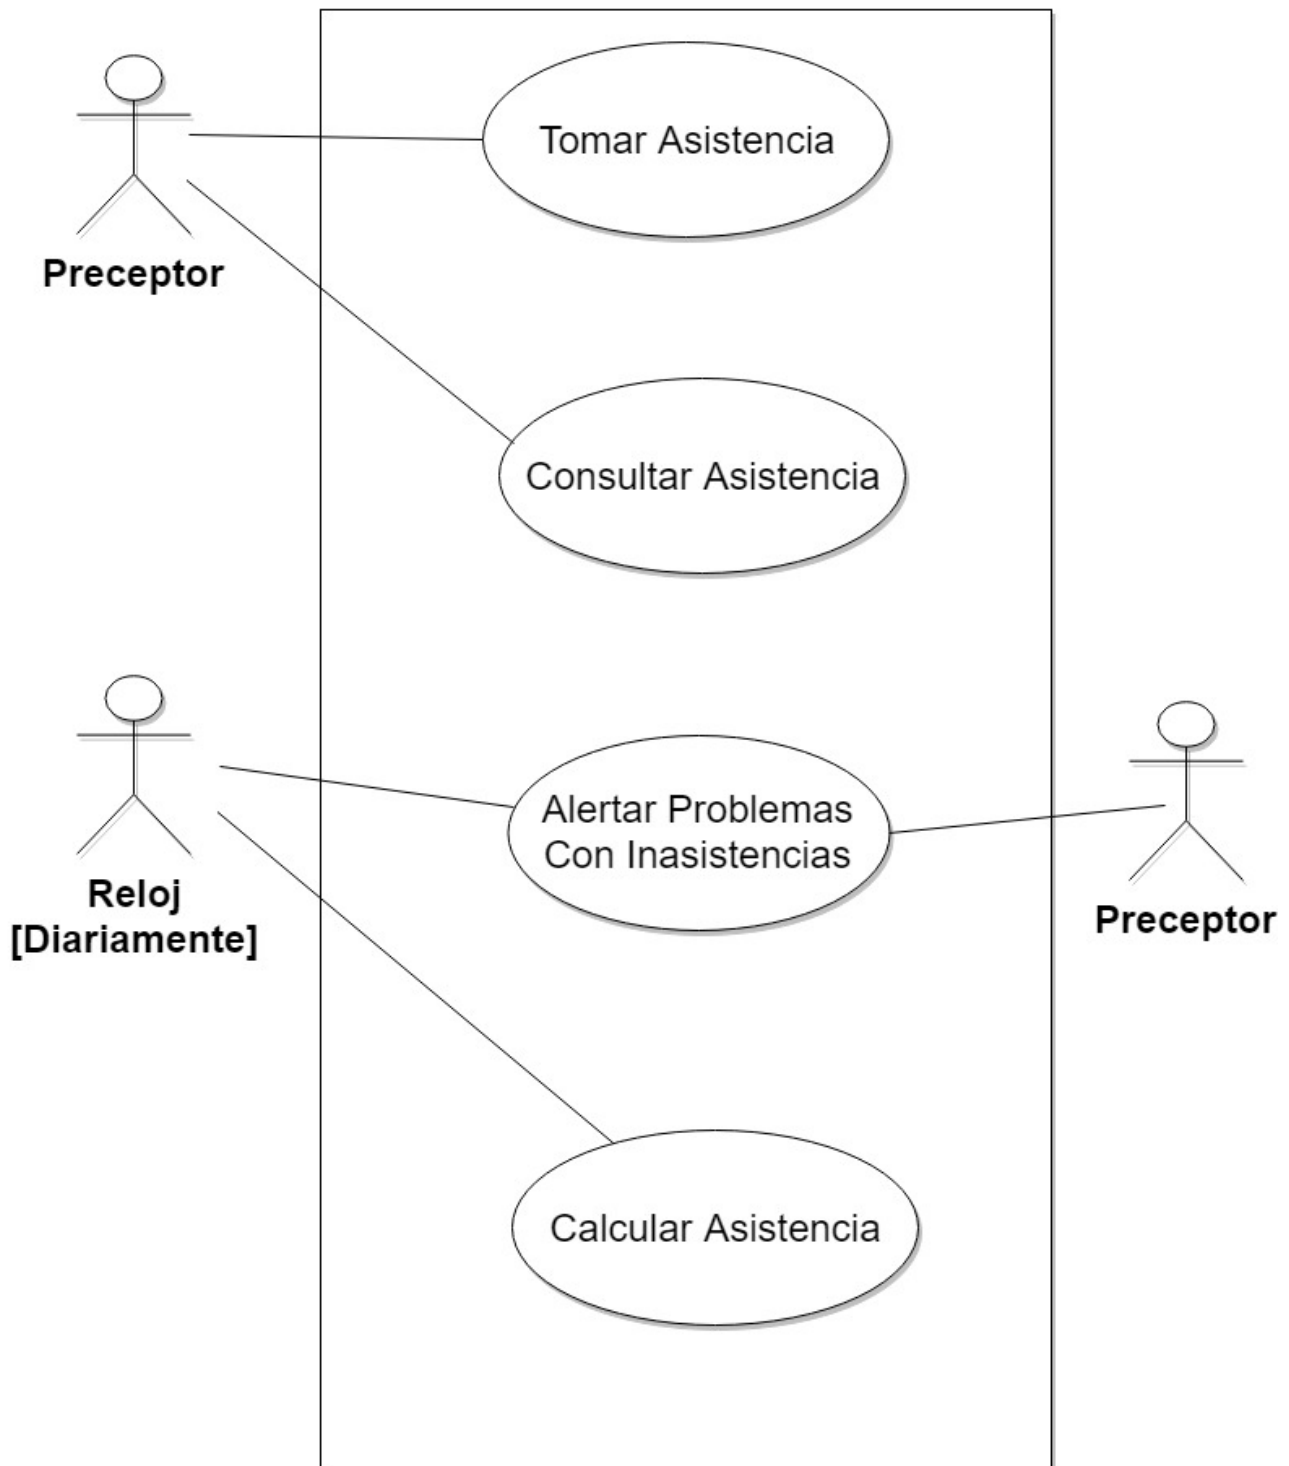 Tomar Asistencia
Preceptor
Consultar Asistencia
Alertar Problemas
Con Inasistencias
Reloj
[Diariamente]
Preceptor
Calcular Asistencia